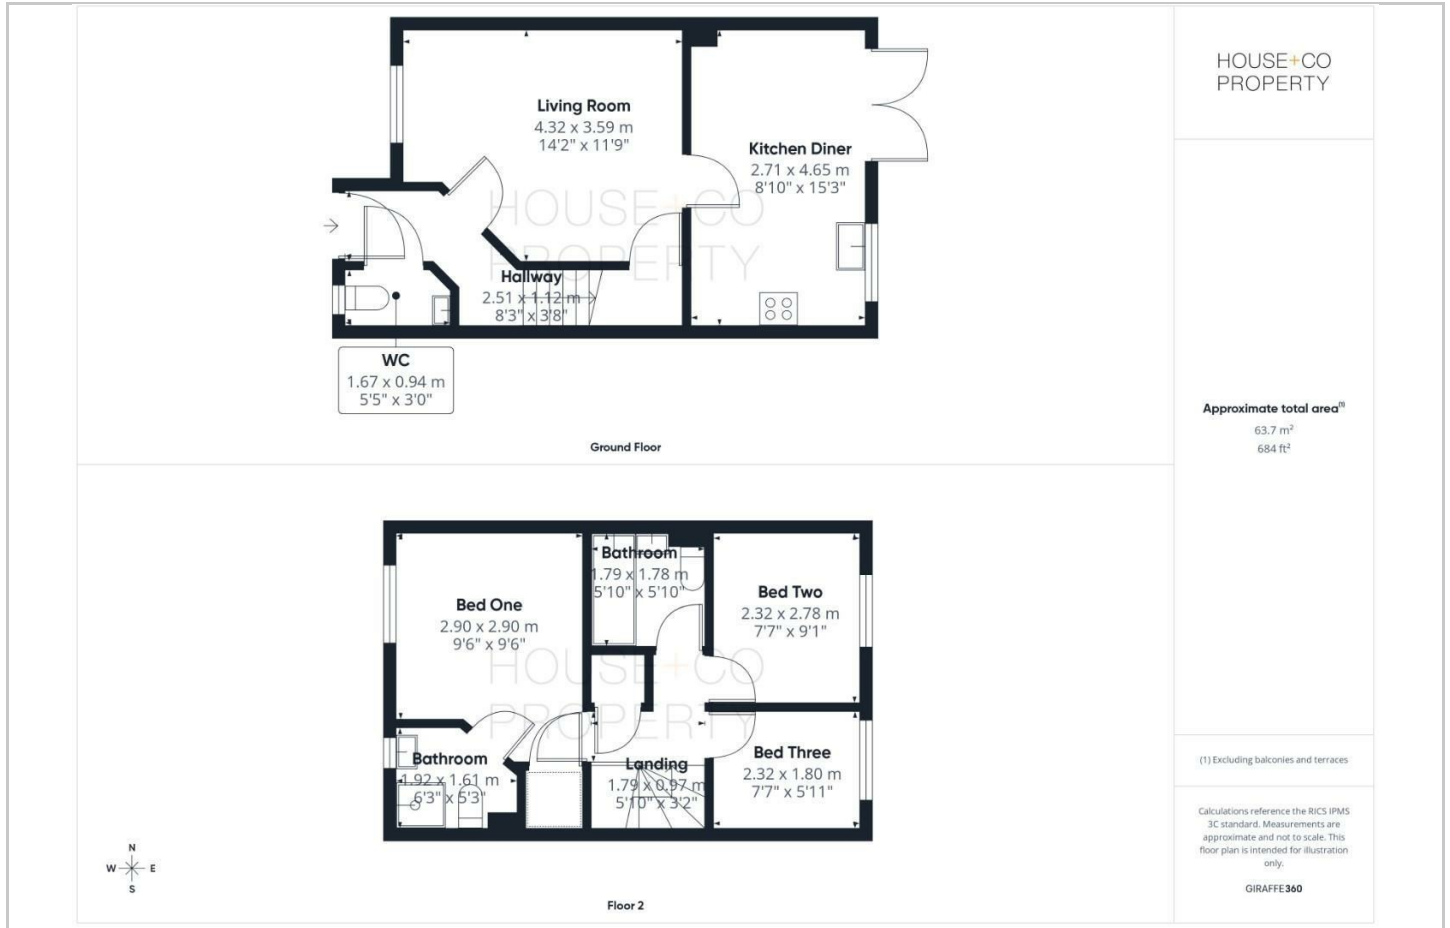 HOUSE+CO
PROPERTY
Living Room
4.32 x 3.59 m
14'2" x 11'9"
Kitchen Diner
2.71 x 4.65 m
8'10" x 15'3"
HOUSE+CO
PROPERTY
Hallway
2.51 x 1.12 m
8'3" x 3'8"
WC
1.67 x 0.94 m
5'5" x 3'0"
Ground Floor
Approximate total area(1)
63.7 m²
684 ft²
Bathroom
1.79 x 1.78 m
5'10" x 5'10"
Bed One
2.90 x 2.90 m
9'6" x 9'6"
Bed Two
2.32 x 2.78 m
7'7" x 9'1"
HOUSE+CO
PROPERTY
Bathroom
1.92 x 1.61 m
6'3" x 5'3"
Landing
1.79 x 0.97 m
5'10" x 3'2"
Bed Three
2.32 x 1.80 m
7'7" x 5'11"
(1) Excluding balconies and terraces
Calculations reference the RICS IPMS
3C standard. Measurements are
approximate and not to scale. This
floor plan is intended for illustration
only.
GIRAFFE360
N
W E
S
Floor 2